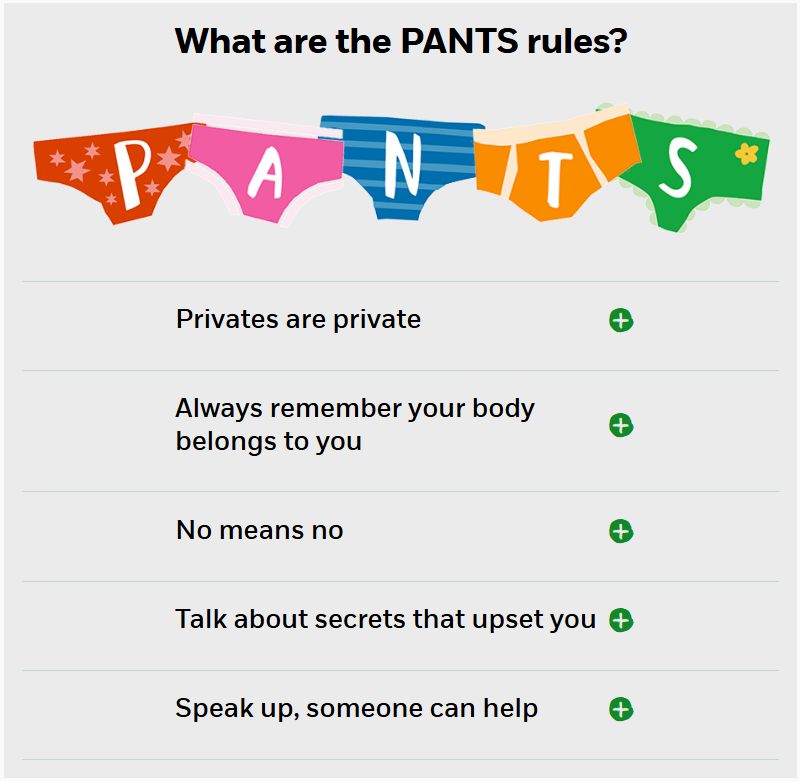 What are the PANTS rules?
P A N T S
Privates are private
Always remember your body
belongs to you
No means no
Talk about secrets that upset you
Speak up, someone can help